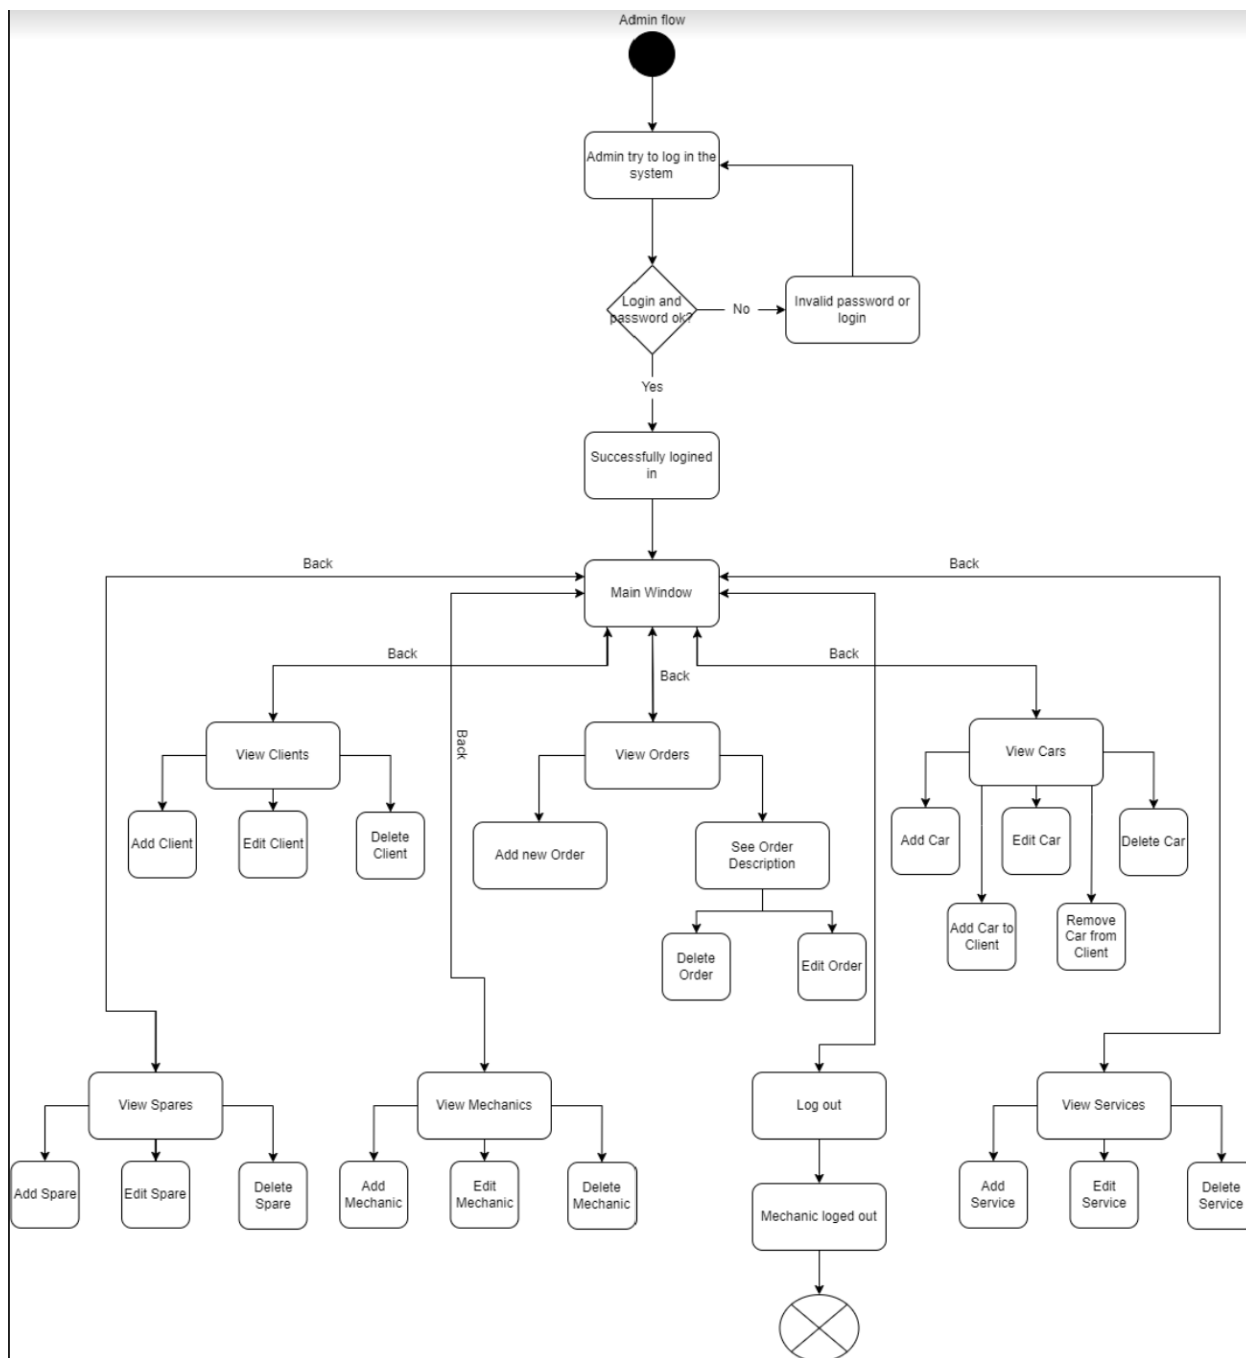 Admin flow
Admin try to log in the
system
Login and
password ok?
No
Invalid password or
login
Yes
Successfully logined
in
Back
Back
Main Window
Back
Back
Back
Back
View Clients
View Orders
View Cars
Add Client
Edit Client
Delete
Client
Add new Order
See Order
Description
Add Car
Edit Car
Delete Car
Delete
Order
Edit Order
Add Car to
Client
Remove
Car from
Client
View Spares
View Mechanics
Log out
View Services
Add Spare
Edit Spare
Delete
Spare
Add
Mechanic
Edit
Mechanic
Delete
Mechanic
Mechanic loged out
Add
Service
Edit
Service
Delete
Service